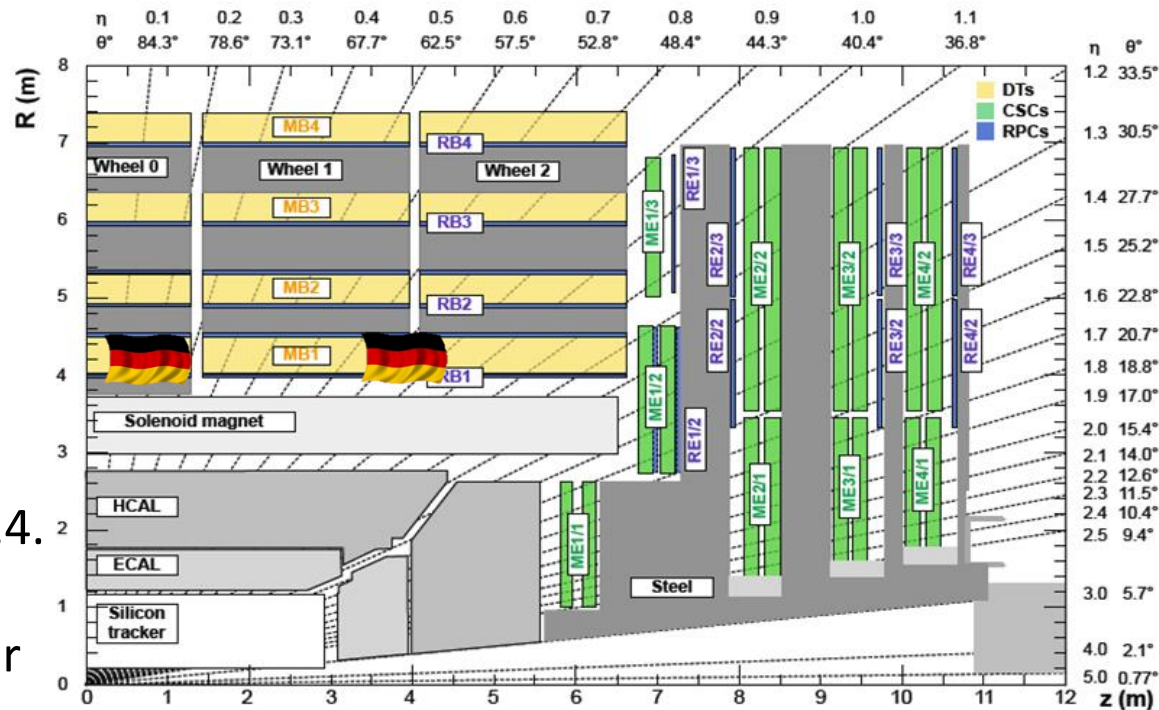 η 0.1 0.2 0.3 0.4 0.5 0.6 0.7 0.8 0.9 1.0 1.1
θ° 84.3° 78.6° 73.1° 67.7° 62.5° 57.5° 52.8° 48.4° 44.3° 40.4° 36.8° η θ°
R (m)
8
7
6
5
4
3
2
1
0
1.2 33.5°
1.3 30.5°
1.4 27.7°
1.5 25.2°
1.6 22.8°
1.7 20.7°
1.8 18.8°
1.9 17.0°
2.0 15.4°
2.1 14.0°
2.2 12.6°
2.3 11.5°
2.4 10.4°
2.5 9.4°
3.0 5.7°
4.0 2.1°
5.0 0.77°
DTs
CSCs
RPCs
MB4
RB4
Wheel 0
Wheel 1
Wheel 2
MB3
RB3
MB2
RB2
MB1
RB1
Solenoid magnet
HCAL
ECAL
Silicon
tracker
Steel
ME1/3
RE1/3
ME1/2
RE1/2
ME1/1
RE2/3
RE2/2
ME2/2
ME2/1
ME3/2
ME3/1
RE3/3
RE3/2
ME4/2
ME4/1
RE4/3
RE4/2
4.
r
0 1 2 3 4 5 6 7 8 9 10 11 12
z (m)